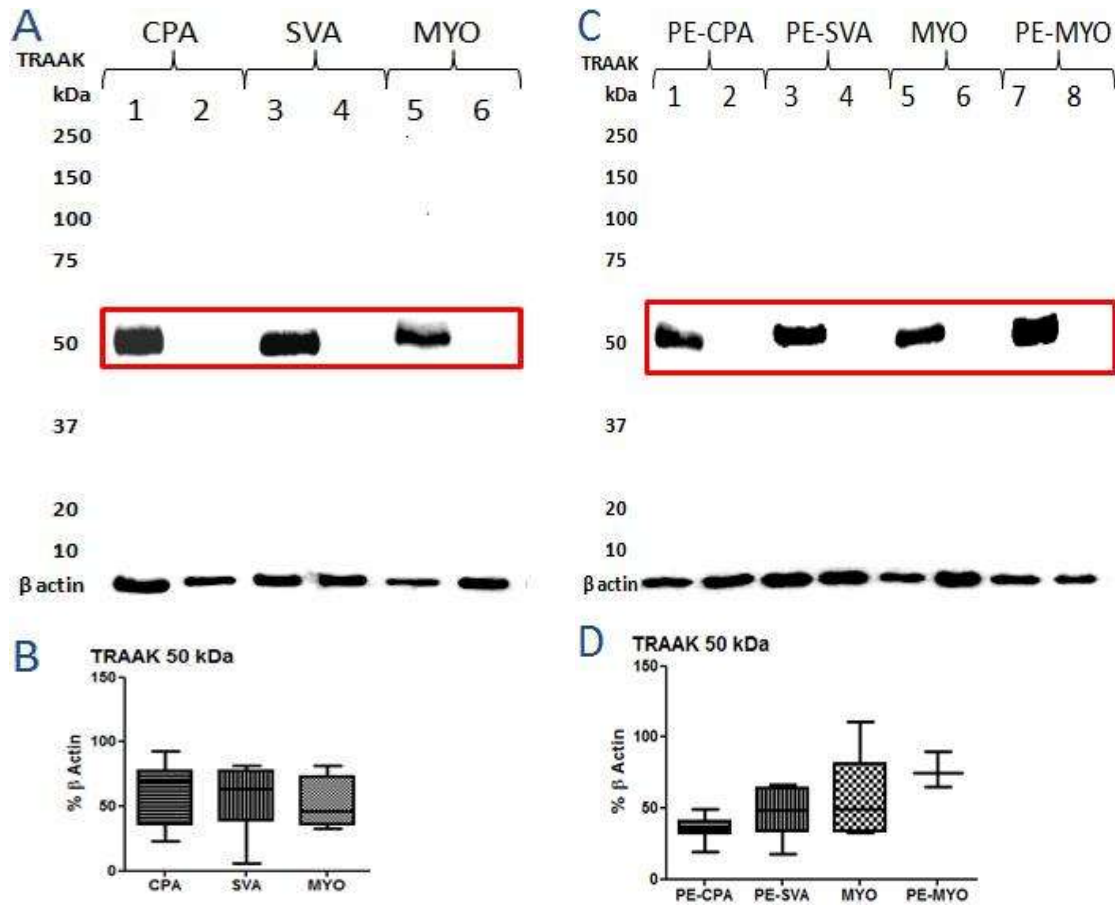 A
CPA SVA MYO
TRAAK
kDa 1 2 3 4 5 6
250
150
100
75
50
37
20
10
β actin
B
TRAAK 50 kDa
% β Actin
150
100
50
0
CPA SVA MYO
C
PE-CPA PE-SVA MYO PE-MYO
TRAAK
kDa 1 2 3 4 5 6 7 8
250
150
100
75
50
37
20
10
β actin
D
TRAAK 50 kDa
% β Actin
150
100
50
0
PE-CPA PE-SVA MYO PE-MYO